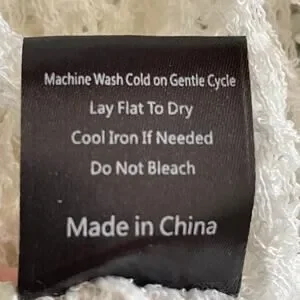 Machine Wash Cold on Gentle Cycle
Lay Flat To Dry
Cool Iron If Needed
Do Not Bleach
Made in China